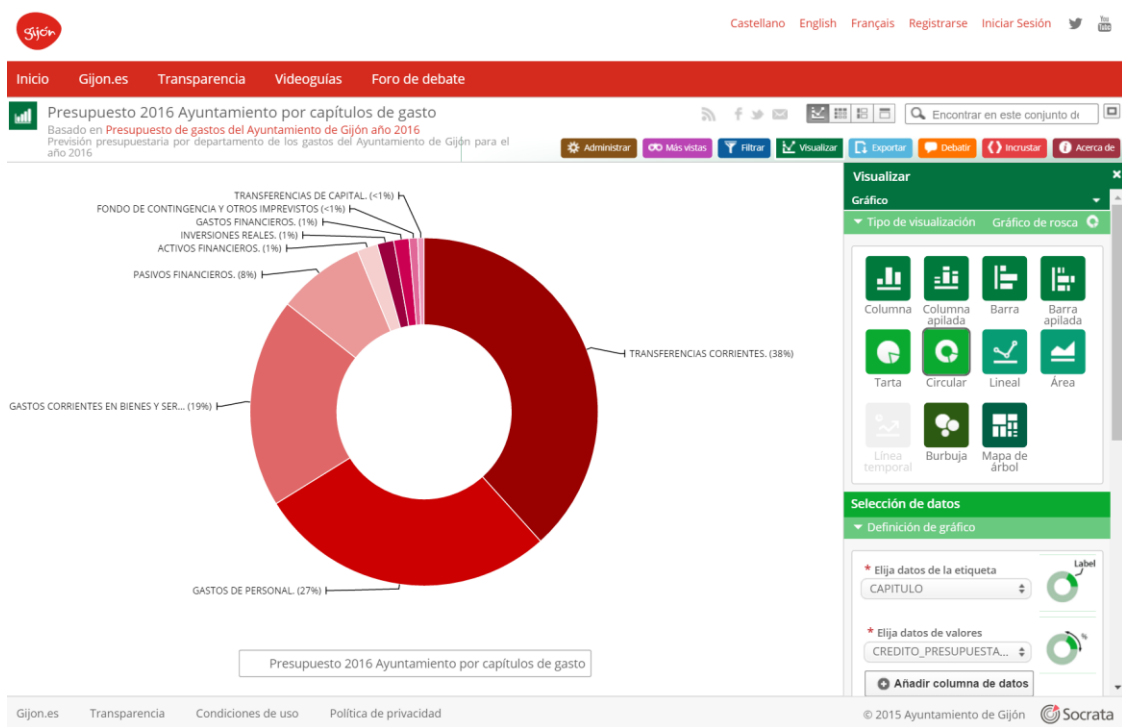 gijón
Castellano English Français Registrarse Iniciar Sesión
You Tube
Inicio Gijon.es Transparencia Videoguías Foro de debate
Presupuesto 2016 Ayuntamiento por capítulos de gasto
Basado en Presupuesto de gastos del Ayuntamiento de Gijón año 2016
Previsión presupuestaria por departamento de los gastos del Ayuntamiento de Gijón para el
año 2016
Encontrar en este conjunto de
Administrar Más vistas Filtrar Visualizar Exportar Debatir Incrustar Acerca de
TRANSFERENCIAS DE CAPITAL. (<1%)
FONDO DE CONTINGENCIA Y OTROS IMPREVISTOS (<1%)
GASTOS FINANCIEROS. (1%)
INVERSIONES REALES. (1%)
ACTIVOS FINANCIEROS. (1%)
PASIVOS FINANCIEROS. (8%)
TRANSFERENCIAS CORRIENTES. (38%)
GASTOS CORRIENTES EN BIENES Y SER... (19%)
GASTOS DE PERSONAL. (27%)
Presupuesto 2016 Ayuntamiento por capítulos de gasto
Visualizar
Gráfico
Tipo de visualización Gráfico de rosca
Columna Columna apilada Barra Barra apilada
Tarta Circular Lineal Área
Línea temporal Burbuja Mapa de árbol
Selección de datos
Definición de gráfico
* Elija datos de la etiqueta
Label
CAPITULO
* Elija datos de valores
%
CREDITO_PRESUPUESTA...
Añadir columna de datos
Gijon.es Transparencia Condiciones de uso Política de privacidad
© 2015 Ayuntamiento de Gijón Socrata